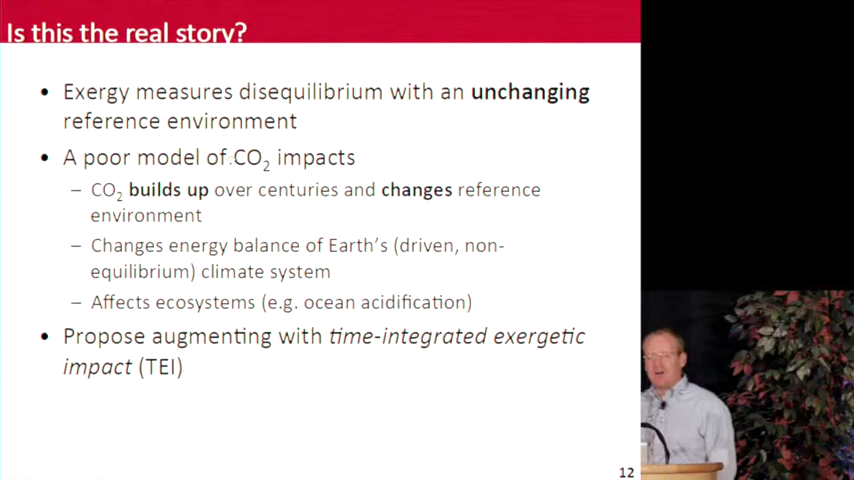 Is this the real story?
• Exergy measures disequilibrium with an unchanging
reference environment
• A poor model of CO₂ impacts
– CO₂ builds up over centuries and changes reference
environment
– Changes energy balance of Earth's (driven, non-
equilibrium) climate system
– Affects ecosystems (e.g. ocean acidification)
• Propose augmenting with time-integrated exergetic
impact (TEI)
12